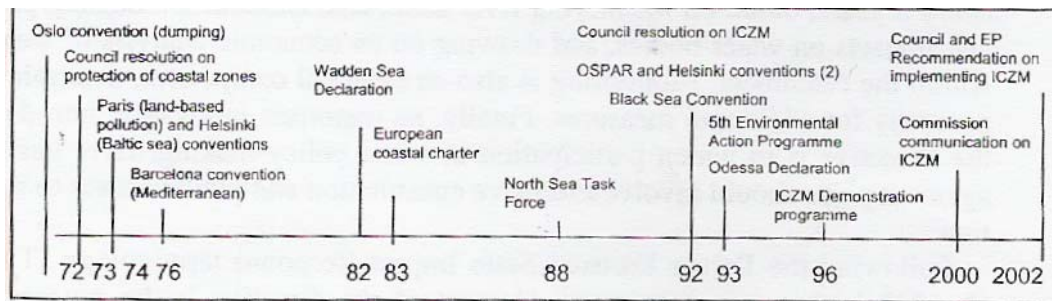 Oslo convention (dumping)
Council resolution on
protection of coastal zones
Paris (land-based
pollution) and Helsinki
(Baltic sea) conventions
Barcelona convention
(Mediterranean)
Wadden Sea
Declaration
European
coastal charter
North Sea Task
Force
Council resolution on ICZM
OSPAR and Helsinki conventions (2)
Black Sea Convention
5th Environmental
Action Programme
Odessa Declaration
ICZM Demonstration
programme
Council and EP
Recommendation on
implementing ICZM
Commission
communication on
ICZM
72 73 74 76 82 83 88 92 93 96 2000 2002